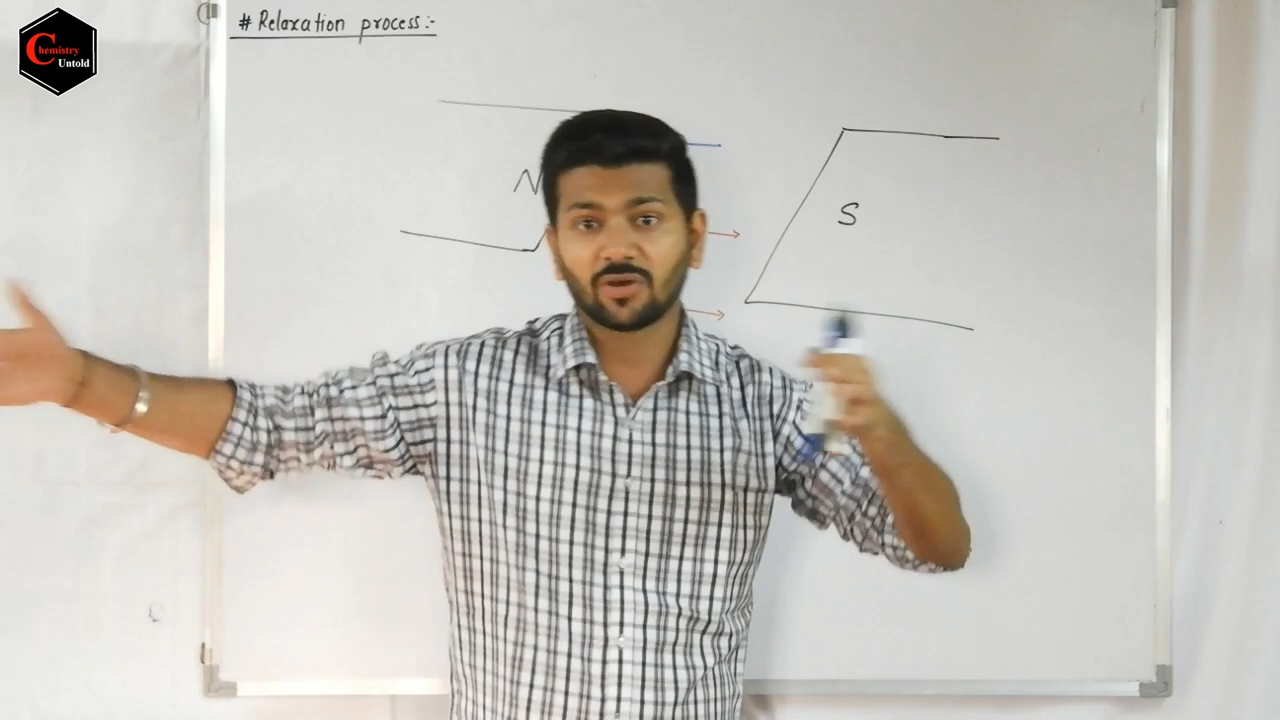 Chemistry
Untold
# Relaxation process:-
N
S